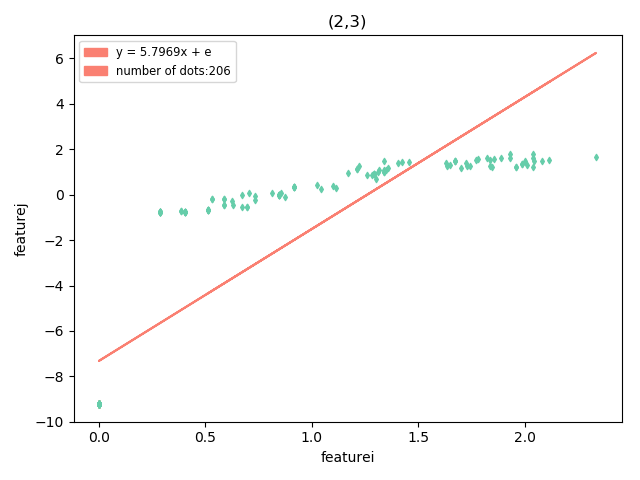 (2,3)
y = 5.7969x + e
number of dots:206
6
4
2
0
−2
−4
−6
−8
−10
featurej
0.0 0.5 1.0 1.5 2.0
featurei